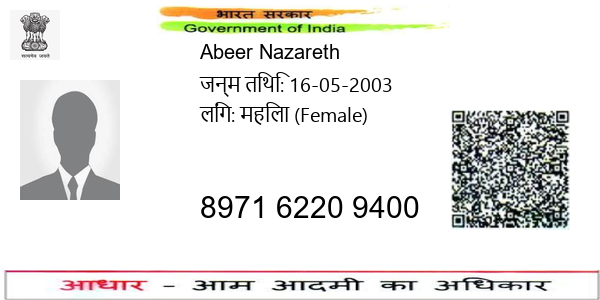 भारत सरकार
Government of India
सत्यमेव जयते
Abeer Nazareth
जन्म तिथि: 16-05-2003
लिंग: महिला (Female)
8971 6220 9400
आधार - आम आदमी का अधिकार